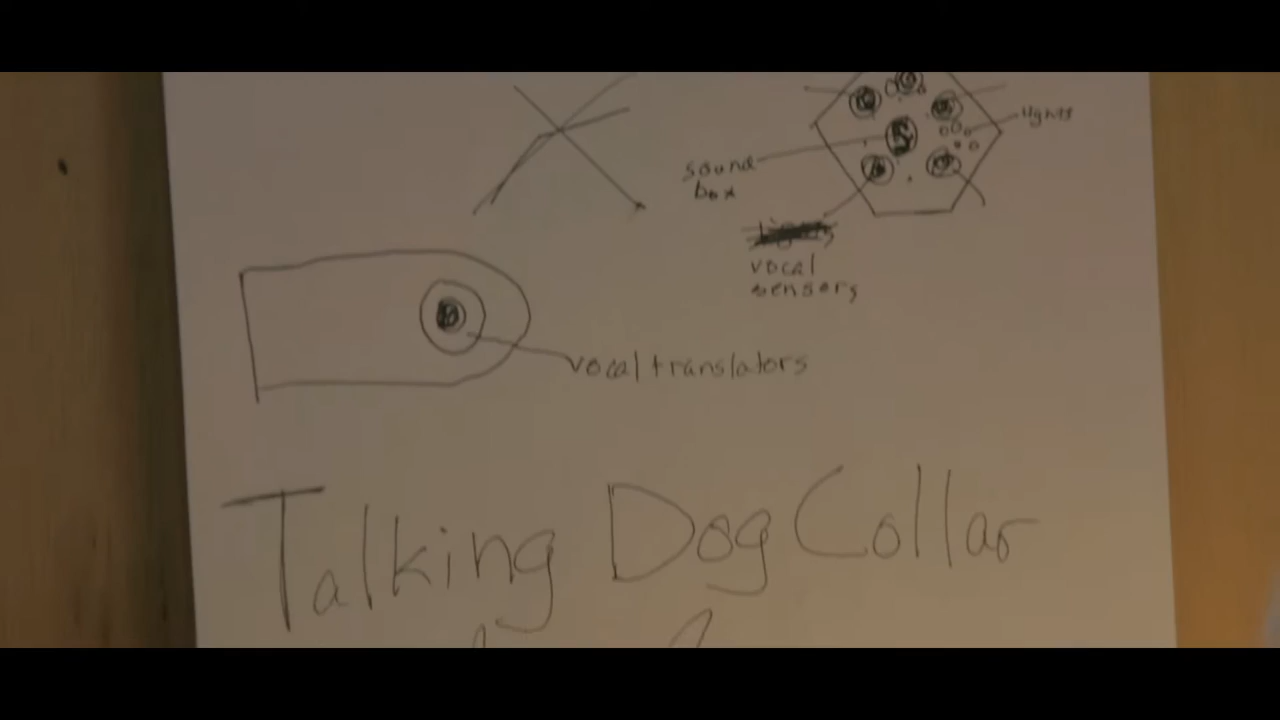 lights
sound
box
vocal
sensors
vocal translators
Talking Dog Collar